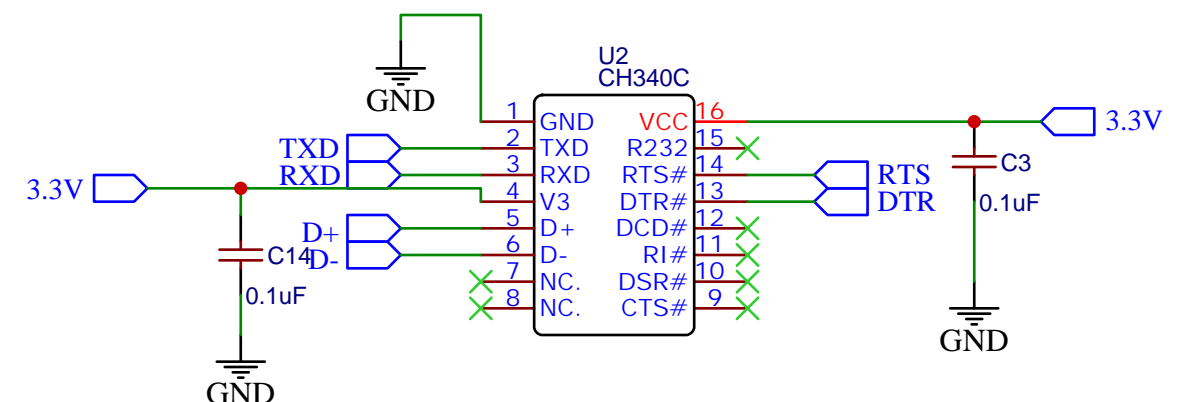 U2
CH340C
GND
1
GND
VCC
16
3.3V
TXD
2
TXD
R232
15
RXD
3
RXD
RTS#
14
RTS
3.3V
4
V3
DTR#
13
DTR
C3
0.1uF
D+
5
D+
DCD#
12
C14
D-
6
D-
RI#
11
0.1uF
7
NC.
DSR#
10
8
NC.
CTS#
9
GND
GND